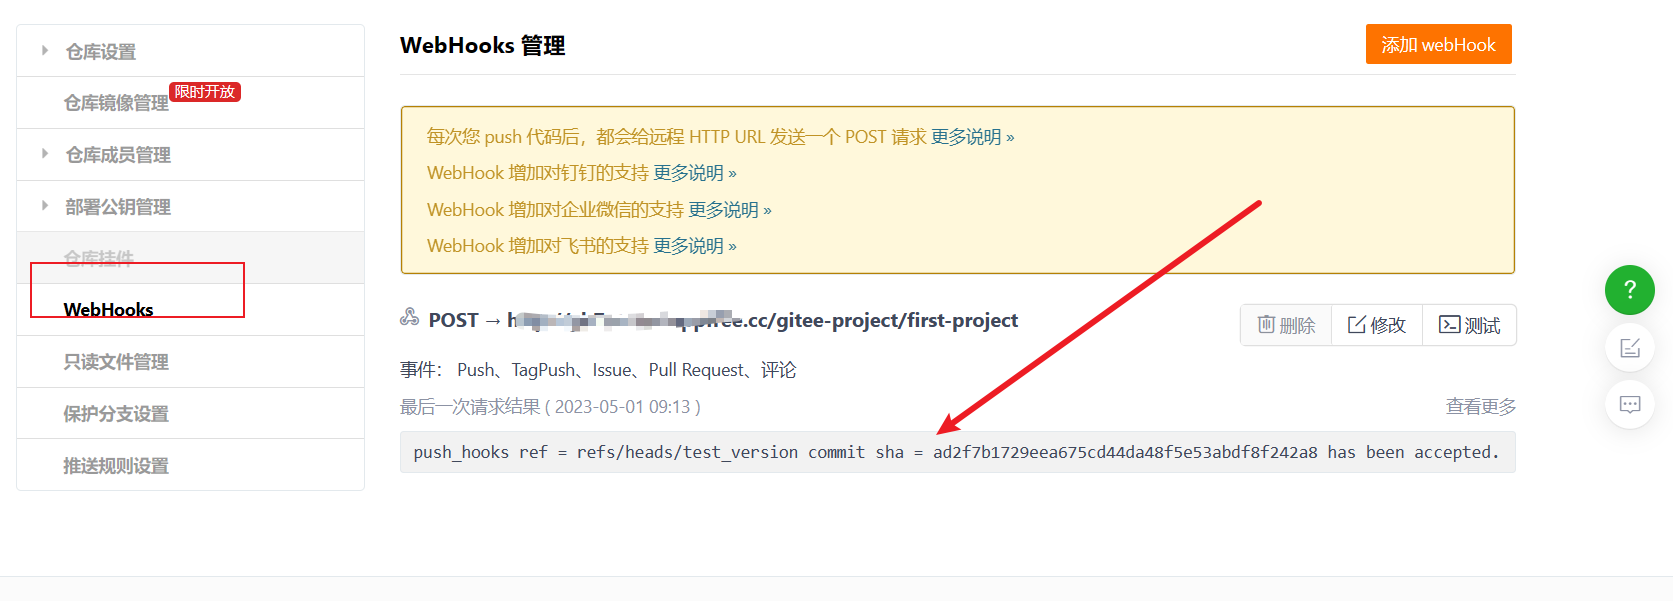 仓库设置
仓库镜像管理 限时开放
仓库成员管理
部署公钥管理
仓库挂件
WebHooks
只读文件管理
保护分支设置
推送规则设置
WebHooks 管理
添加 webHook
每次您 push 代码后，都会给远程 HTTP URL 发送一个 POST 请求 更多说明 »
WebHook 增加对钉钉的支持 更多说明 »
WebHook 增加对企业微信的支持 更多说明 »
WebHook 增加对飞书的支持 更多说明 »
POST → .cc/gitee-project/first-project
删除 修改 测试
事件： Push、TagPush、Issue、Pull Request、评论
最后一次请求结果 ( 2023-05-01 09:13 )
查看更多
push_hooks ref = refs/heads/test_version commit sha = ad2f7b1729eea675cd44da48f5e53abdf8f242a8 has been accepted.
?